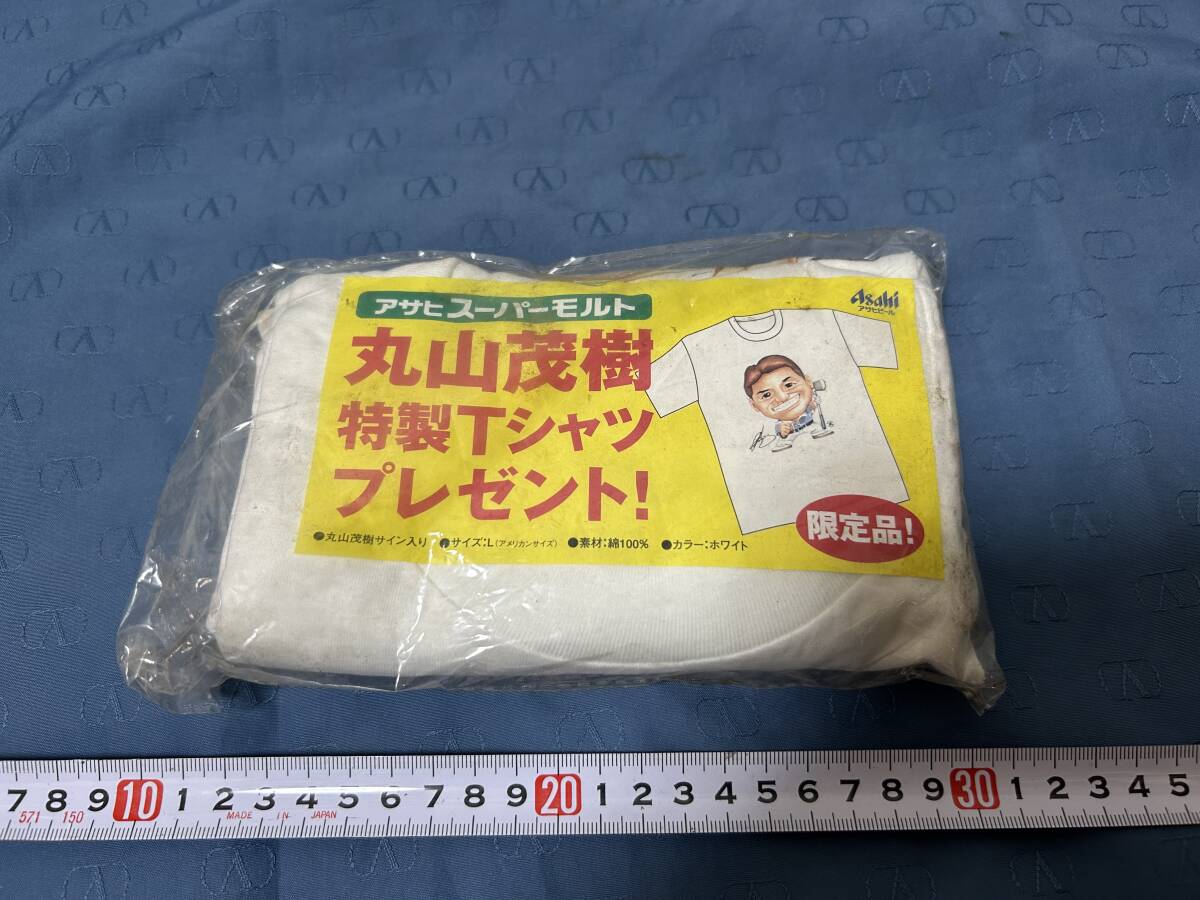 アサヒスーパーモルト
Asahi
アサヒビール
丸山茂樹
特製Tシャツ
プレゼント!
限定品!
●丸山茂樹サイン入り ●サイズ:L(アメリカンサイズ) ●素材:綿100% ●カラー:ホワイト
7 8 9 10 1 2 3 4 5 6 7 8 9 20 1 2 3 4 5 6 7 8 9 30 1 2 3 4 5
571 150 MADE IN JAPAN